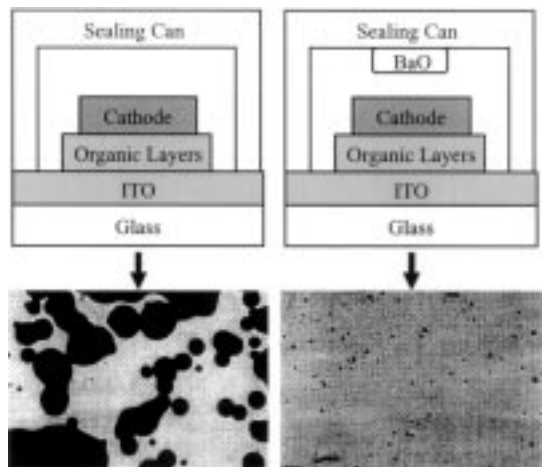 Sealing Can
Cathode
Organic Layers
ITO
Glass
Sealing Can
BaO
Cathode
Organic Layers
ITO
Glass